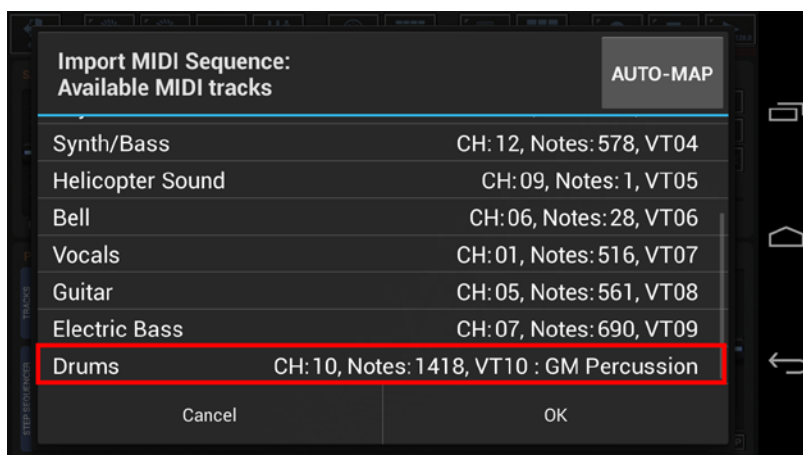 Import MIDI Sequence:
Available MIDI tracks
AUTO-MAP
Synth/Bass CH:12, Notes:578, VT04
Helicopter Sound CH:09, Notes:1, VT05
Bell CH:06, Notes:28, VT06
Vocals CH:01, Notes:516, VT07
Guitar CH:05, Notes:561, VT08
Electric Bass CH:07, Notes:690, VT09
Drums CH:10, Notes:1418, VT10 : GM Percussion
Cancel OK
TRACKS
STEP SEQUENCER